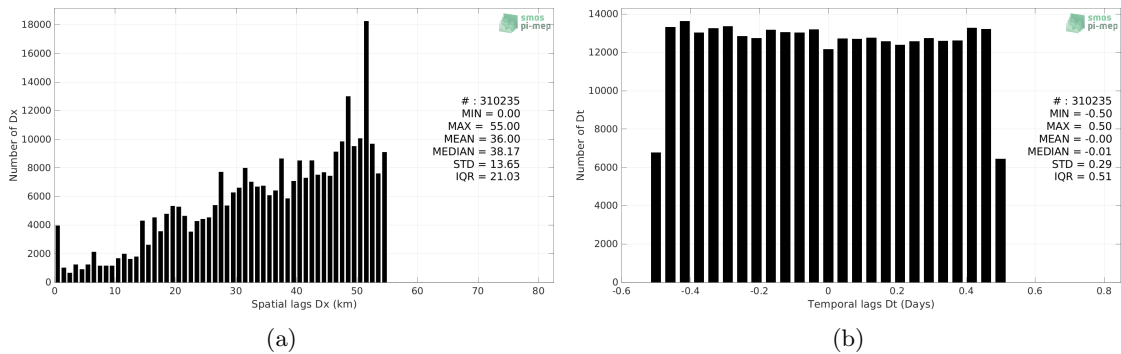 18000
16000
14000
12000
10000
8000
6000
4000
2000
0
Number of Dx
0 10 20 30 40 50 60 70 80
Spatial lags Dx (km)
smos
pi-mep
# : 310235
MIN = 0.00
MAX = 55.00
MEAN = 36.00
MEDIAN = 38.17
STD = 13.65
IQR = 21.03
(a)
14000
12000
10000
8000
6000
4000
2000
0
Number of Dt
-0.6 -0.4 -0.2 0 0.2 0.4 0.6 0.8
Temporal lags Dt (Days)
smos
pi-mep
# : 310235
MIN = -0.50
MAX = 0.50
MEAN = -0.00
MEDIAN = -0.01
STD = 0.29
IQR = 0.51
(b)